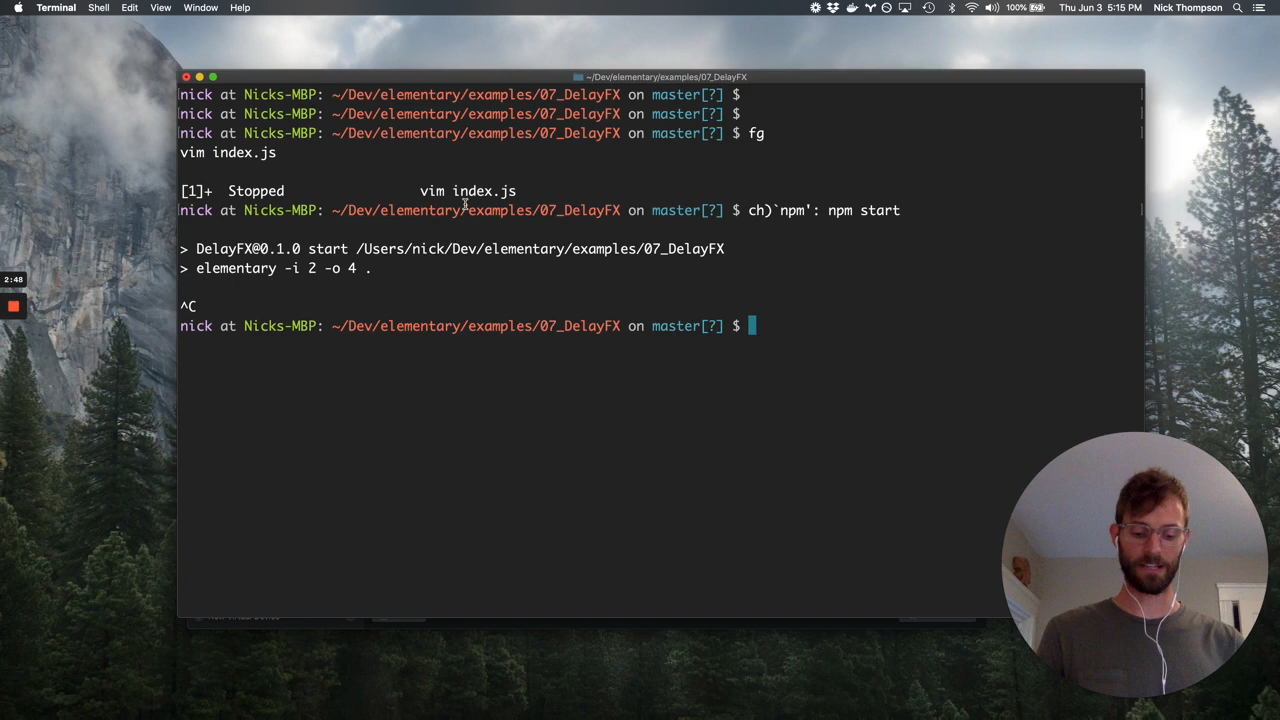 Terminal Shell Edit View Window Help 100% Thu Jun 3 5:15 PM Nick Thompson
~/Dev/elementary/examples/07_DelayFX
nick at Nicks-MBP: ~/Dev/elementary/examples/07_DelayFX on master[?] $
nick at Nicks-MBP: ~/Dev/elementary/examples/07_DelayFX on master[?] $
nick at Nicks-MBP: ~/Dev/elementary/examples/07_DelayFX on master[?] $ fg
vim index.js
[1]+ Stopped vim index.js
nick at Nicks-MBP: ~/Dev/elementary/examples/07_DelayFX on master[?] $ ch)`npm': npm start
> DelayFX@0.1.0 start /Users/nick/Dev/elementary/examples/07_DelayFX
> elementary -i 2 -o 4 .
^C
nick at Nicks-MBP: ~/Dev/elementary/examples/07_DelayFX on master[?] $
2:48